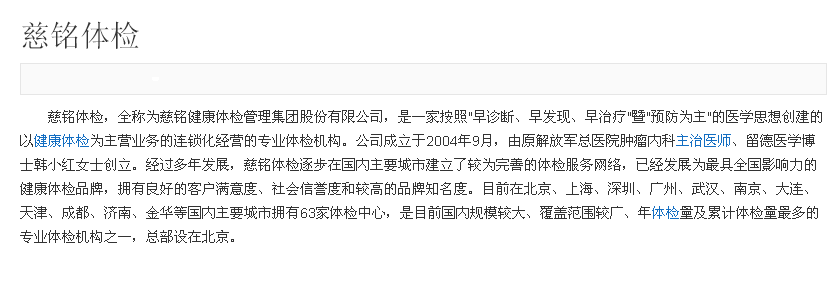 慈铭体检
慈铭体检，全称为慈铭健康体检管理集团股份有限公司，是一家按照"早诊断、早发现、早治疗"暨"预防为主"的医学思想创建的
以健康体检为主营业务的连锁化经营的专业体检机构。公司成立于2004年9月，由原解放军总医院肿瘤内科主治医师、留德医学博
士韩小红女士创立。经过多年发展，慈铭体检逐步在国内主要城市建立了较为完善的体检服务网络，已经发展为最具全国影响力的
健康体检品牌，拥有良好的客户满意度、社会信誉度和较高的品牌知名度。目前在北京、上海、深圳、广州、武汉、南京、大连、
天津、成都、济南、金华等国内主要城市拥有63家体检中心，是目前国内规模较大、覆盖范围较广、年体检量及累计体检量最多的
专业体检机构之一，总部设在北京。